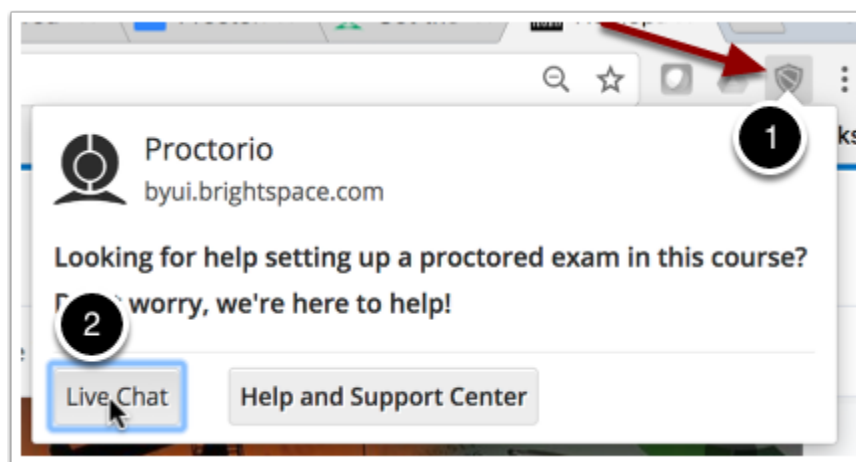 1
Proctorio
byui.brightspace.com
Looking for help setting up a proctored exam in this course?
worry, we're here to help!
2
Live Chat
Help and Support Center